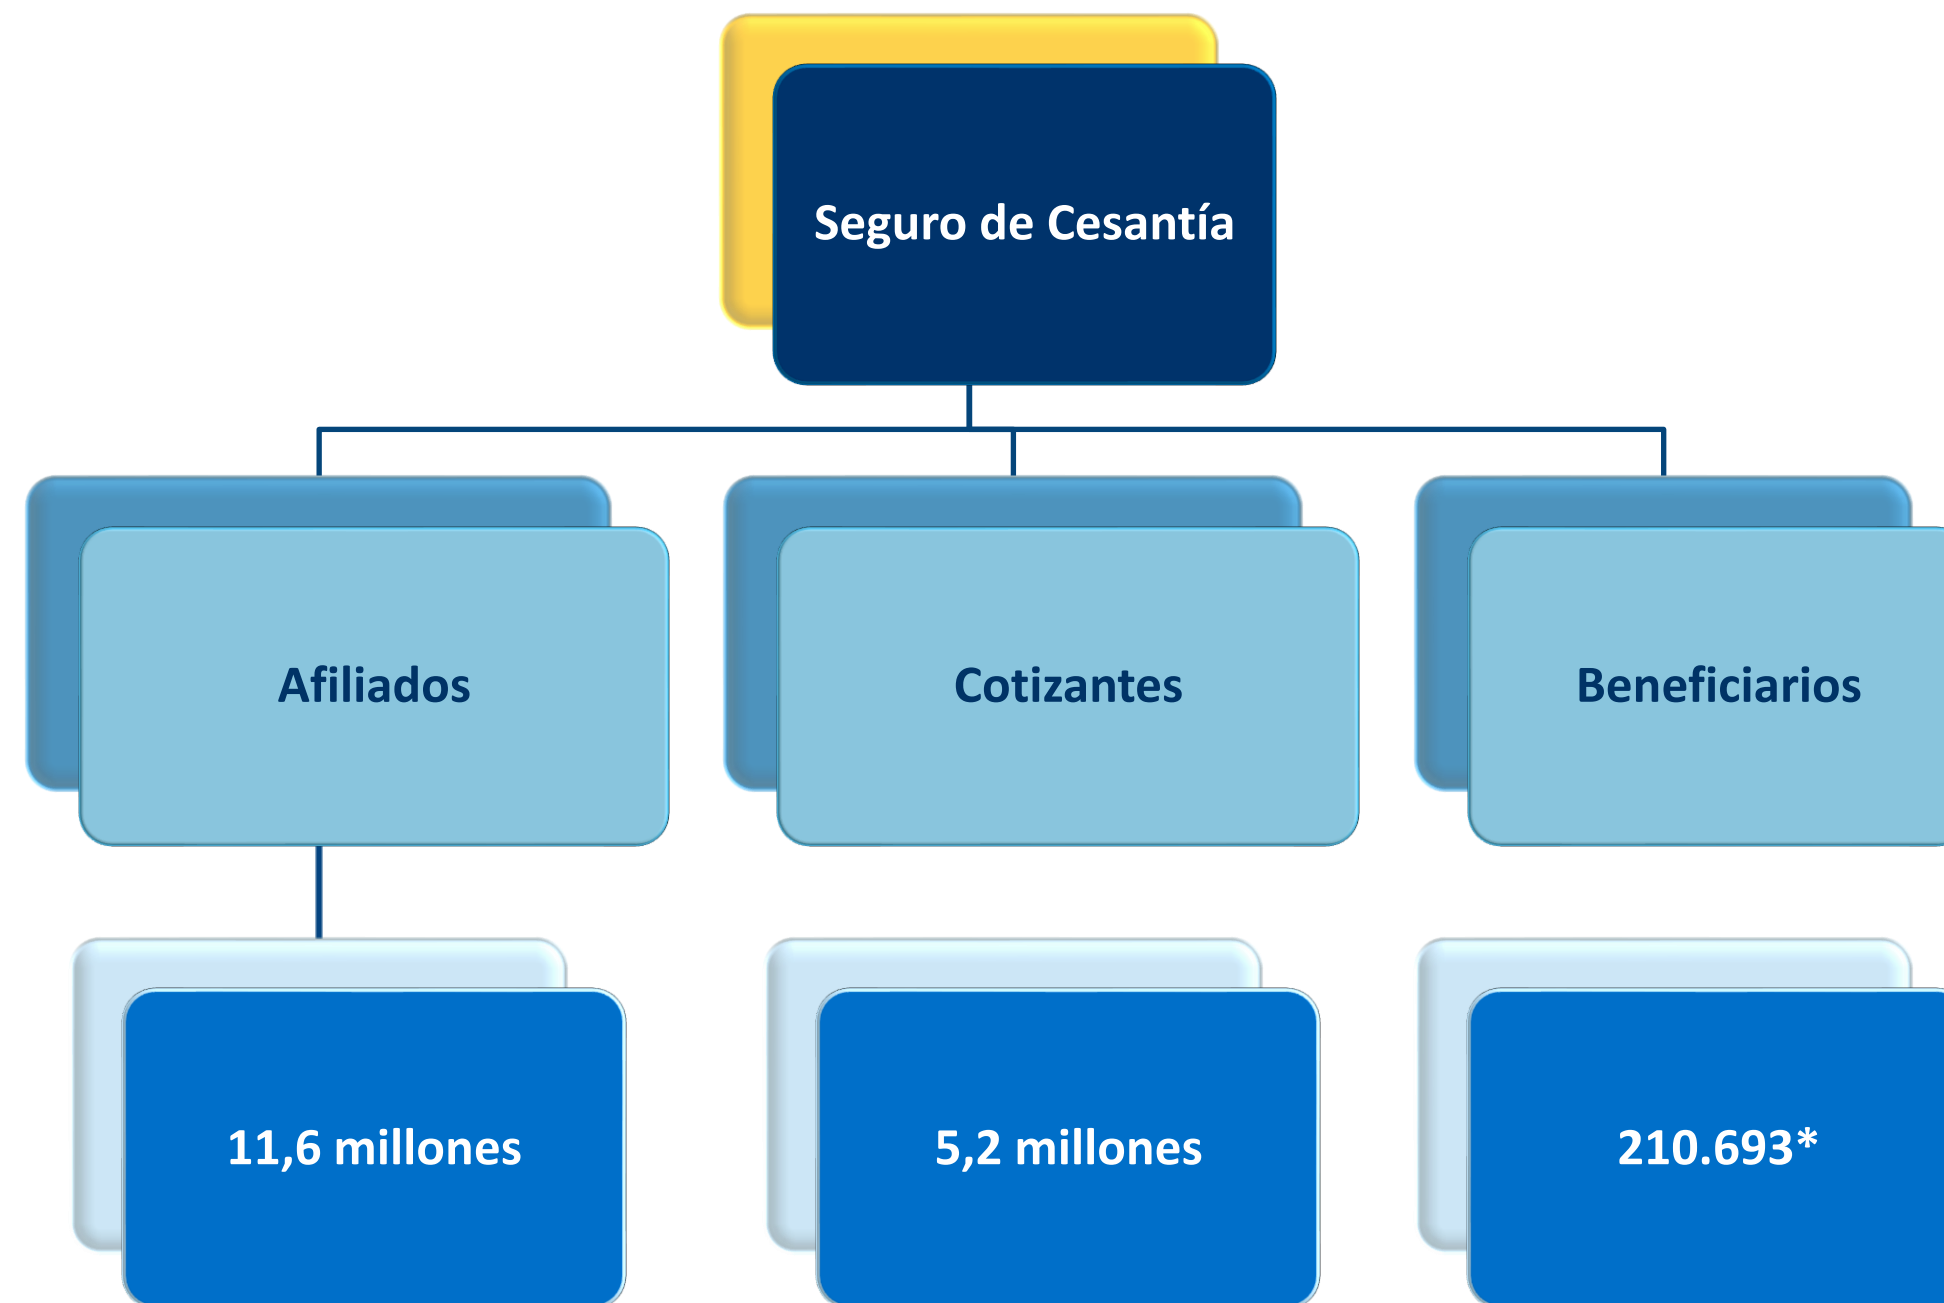 Seguro de Cesantía
Afiliados
Cotizantes
Beneficiarios
11,6 millones
5,2 millones
210.693*